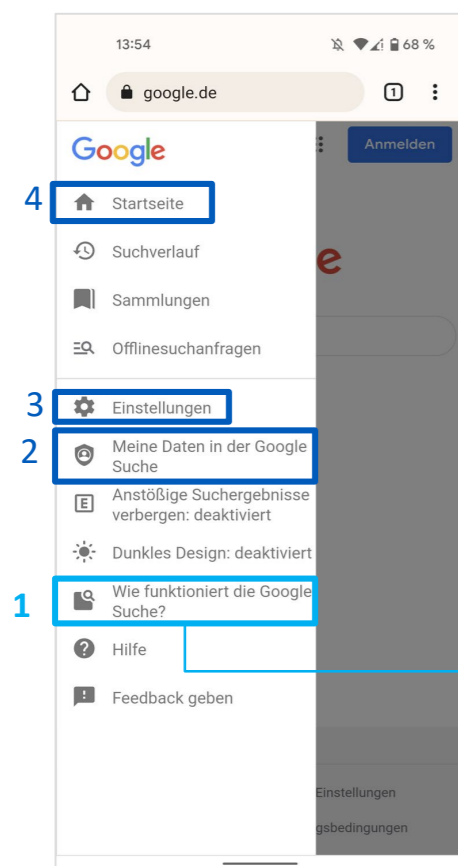 13:54 68 %
google.de 1
Google Anmelden
4 Startseite
Suchverlauf
e
Sammlungen
Offlinesuchanfragen
3 Einstellungen
2 Meine Daten in der Google
Suche
E Anstößige Suchergebnisse
verbergen: deaktiviert
Dunkles Design: deaktiviert
1 Wie funktioniert die Google
Suche?
Hilfe
Feedback geben
Einstellungen
gsbedingungen